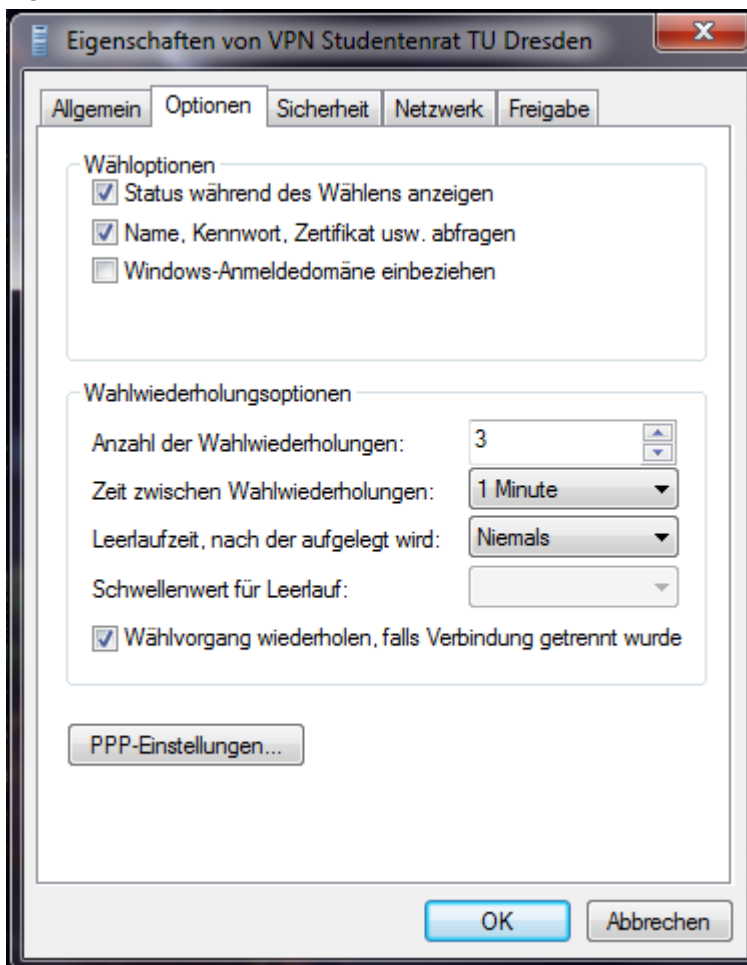 Eigenschaften von VPN Studentenrat TU Dresden
Allgemein Optionen Sicherheit Netzwerk Freigabe
Wähloptionen
Status während des Wählens anzeigen
Name, Kennwort, Zertifikat usw. abfragen
Windows-Anmeldedomäne einbeziehen
Wahlwiederholungsoptionen
Anzahl der Wahlwiederholungen: 3
Zeit zwischen Wahlwiederholungen: 1 Minute
Leerlaufzeit, nach der aufgelegt wird: Niemals
Schwellenwert für Leerlauf:
Wählvorgang wiederholen, falls Verbindung getrennt wurde
PPP-Einstellungen...
OK Abbrechen